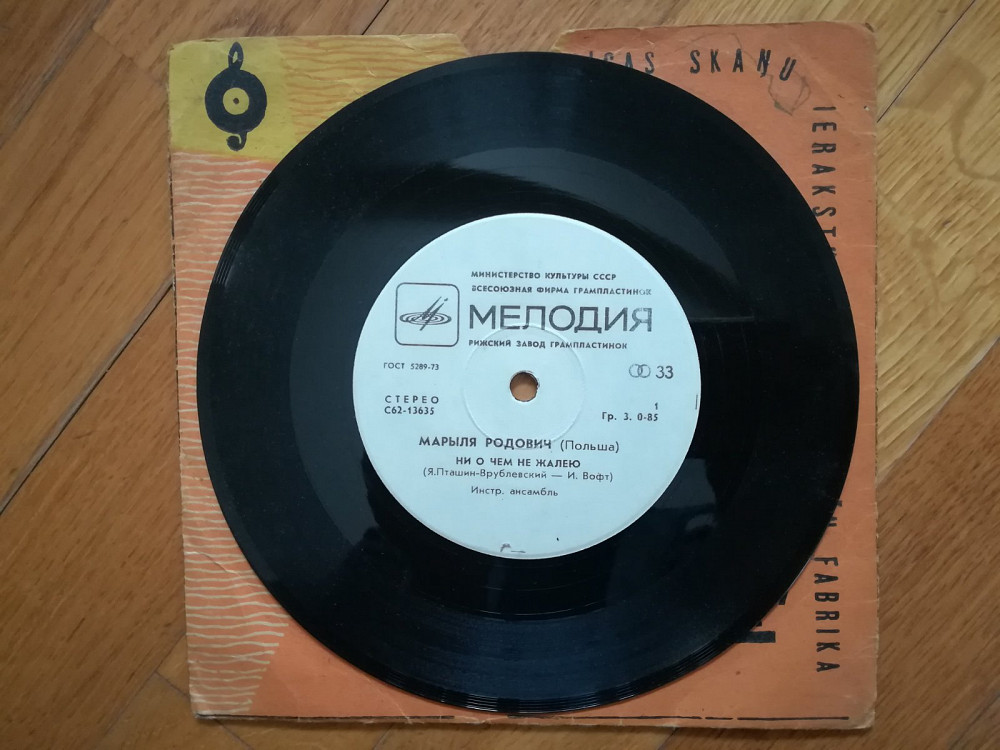 SKAŅU
IERAKSTU
FABRIKA
МИНИСТЕРСТВО КУЛЬТУРЫ СССР
ВСЕСОЮЗНАЯ ФИРМА ГРАМПЛАСТИНОК
МЕЛОДИЯ
РИЖСКИЙ ЗАВОД ГРАМПЛАСТИНОК
ГОСТ 5289-73
33
СТЕРЕО
С62-13635
1
Гр. 3. 0-85
МАРЫЛЯ РОДОВИЧ (Польша)
НИ О ЧЕМ НЕ ЖАЛЕЮ
(Я.Пташин-Врублевский — И. Вофт)
Инстр. ансамбль